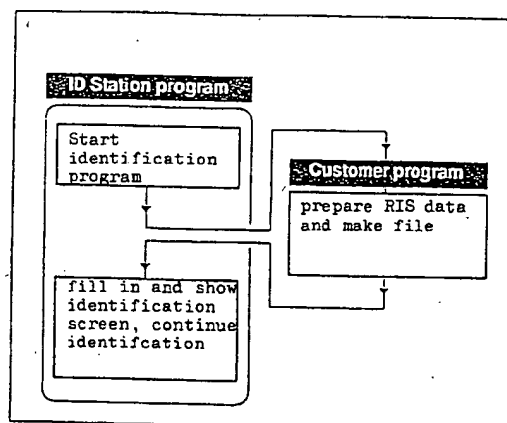 ID Station program
Start
identification
program
Customer program
prepare RIS data
and make file
fill in and show
identification
screen, continue
identifcation